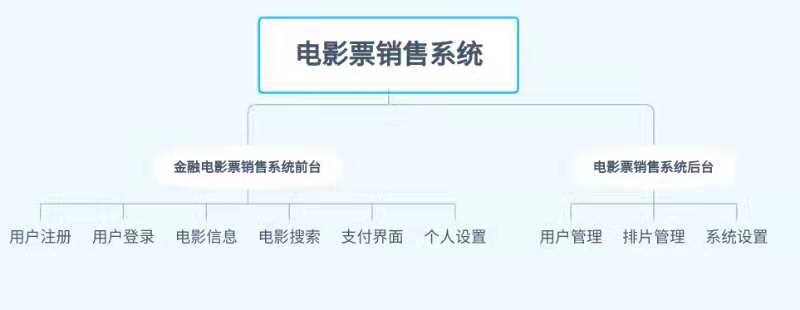 电影票销售系统
金融电影票销售系统前台
电影票销售系统后台
用户注册 用户登录 电影信息 电影搜索 支付界面 个人设置 用户管理 排片管理 系统设置